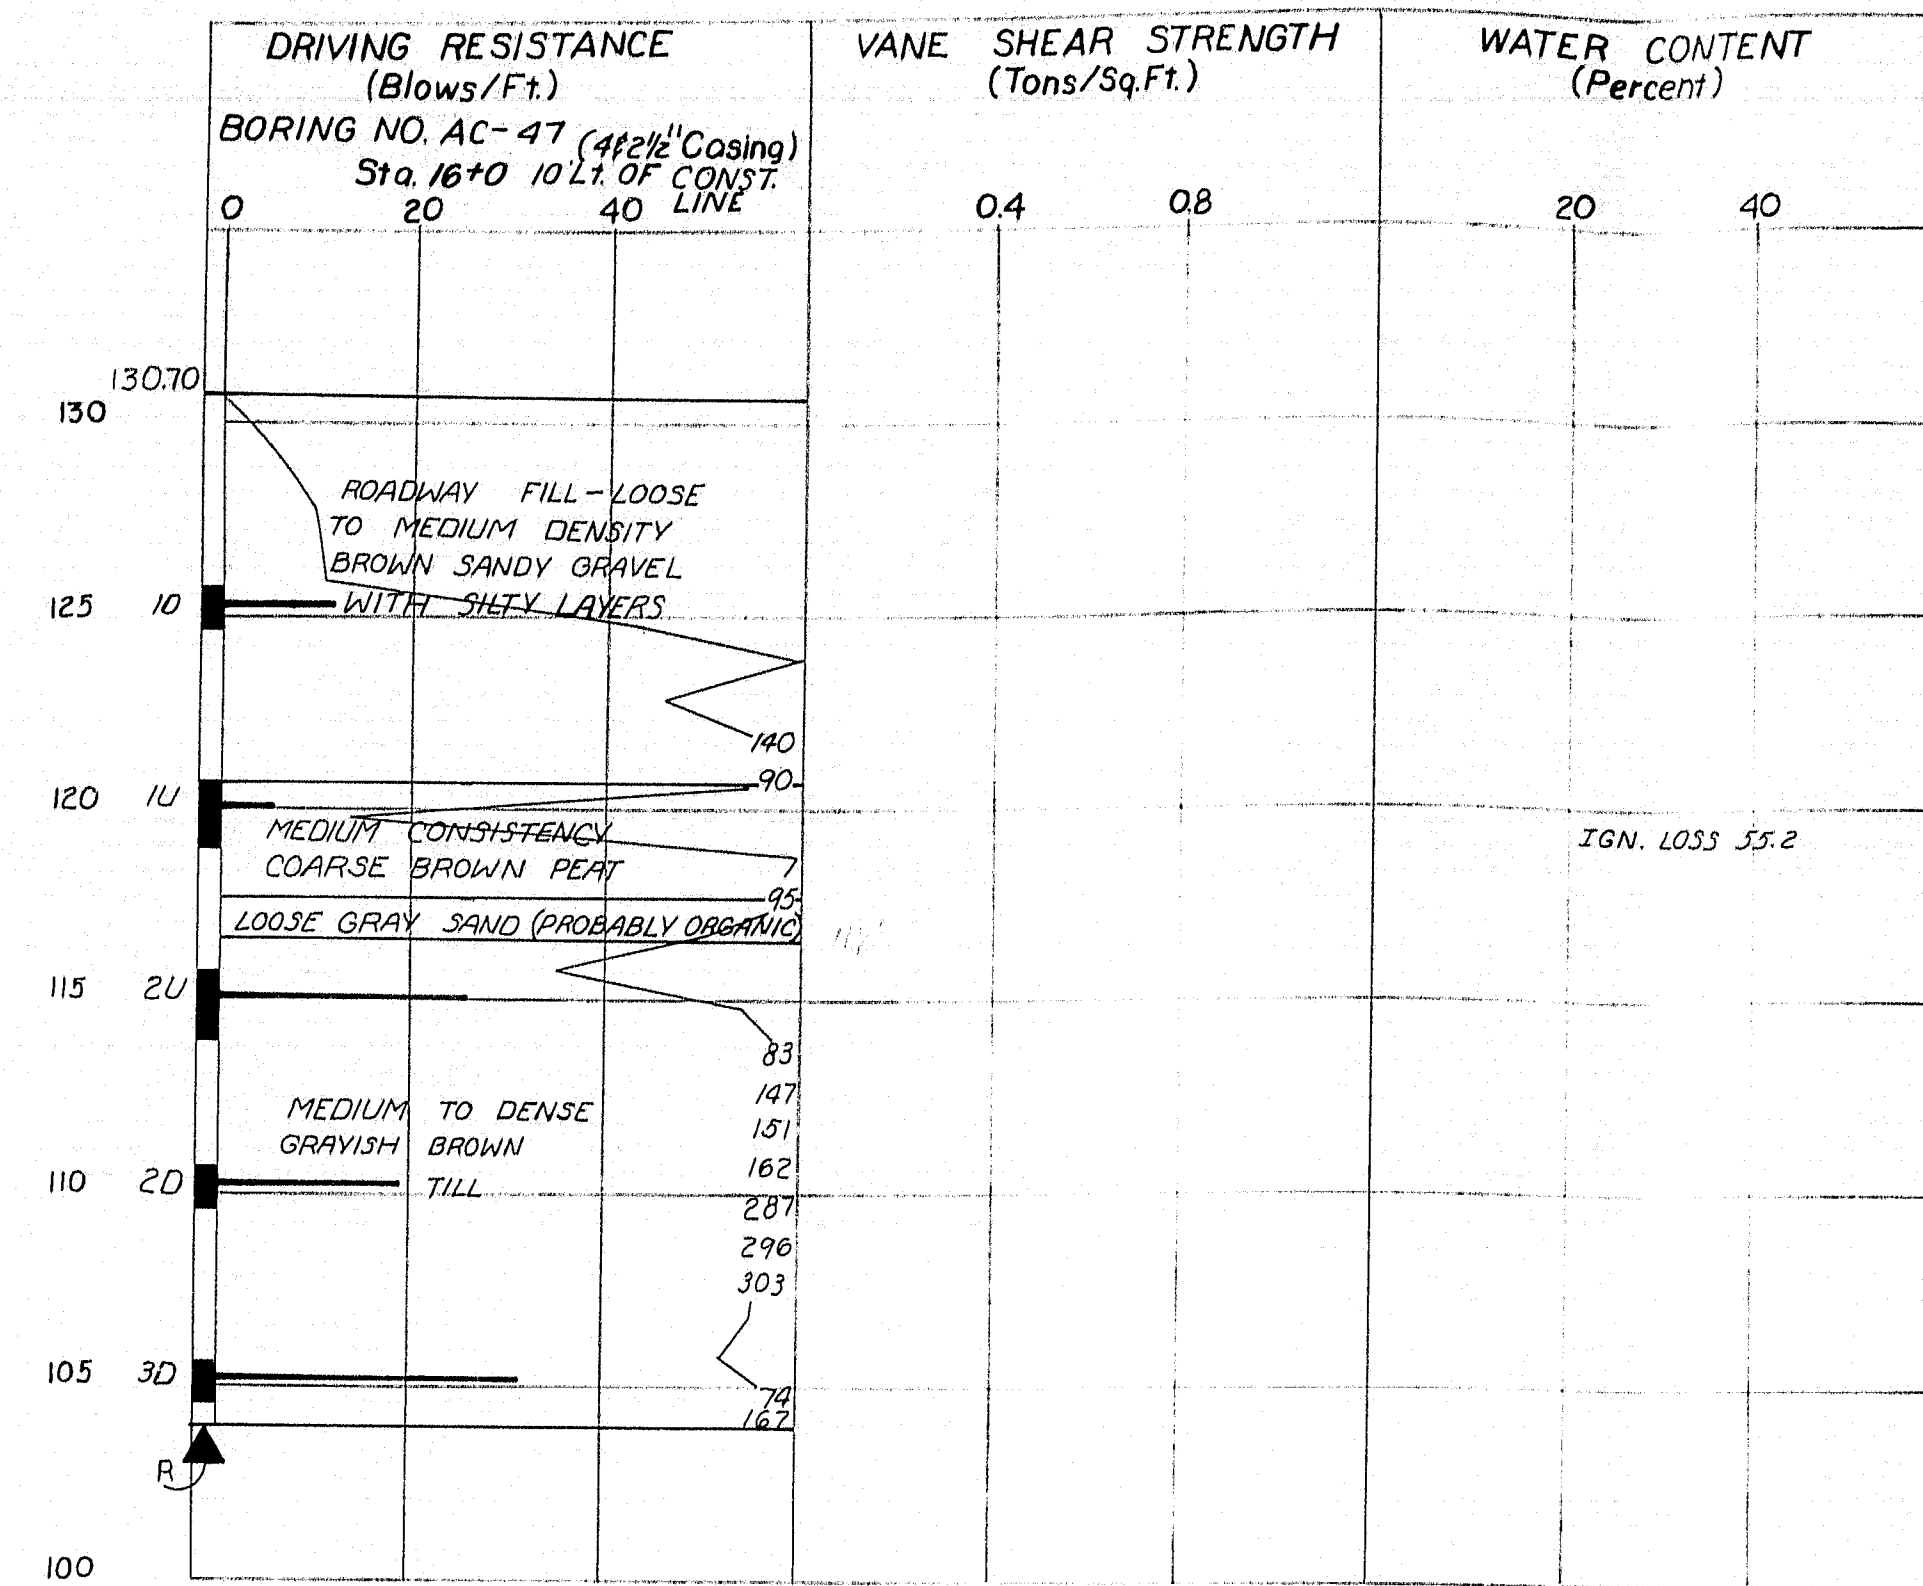 DRIVING RESISTANCE
(Blows/Ft.)
BORING NO. AC-47 (4¢2½" Casing)
Sta. 16+0 10' Lt. OF CONST.
LINE
0 20 40
VANE SHEAR STRENGTH
(Tons/Sq.Ft.)
0.4 0.8
WATER CONTENT
(Percent)
20 40
130.70
130
ROADWAY FILL-LOOSE
TO MEDIUM DENSITY
BROWN SANDY GRAVEL
125 1D WITH SILTY LAYERS
140
90
120 1U
MEDIUM CONSISTENCY
COARSE BROWN PEAT 7
IGN. LOSS 55.2
95
LOOSE GRAY SAND (PROBABLY ORGANIC)
115 2U
83
147
MEDIUM TO DENSE
151
GRAYISH BROWN
162
110 2D TILL
287
296
303
105 3D
74
167
R
100